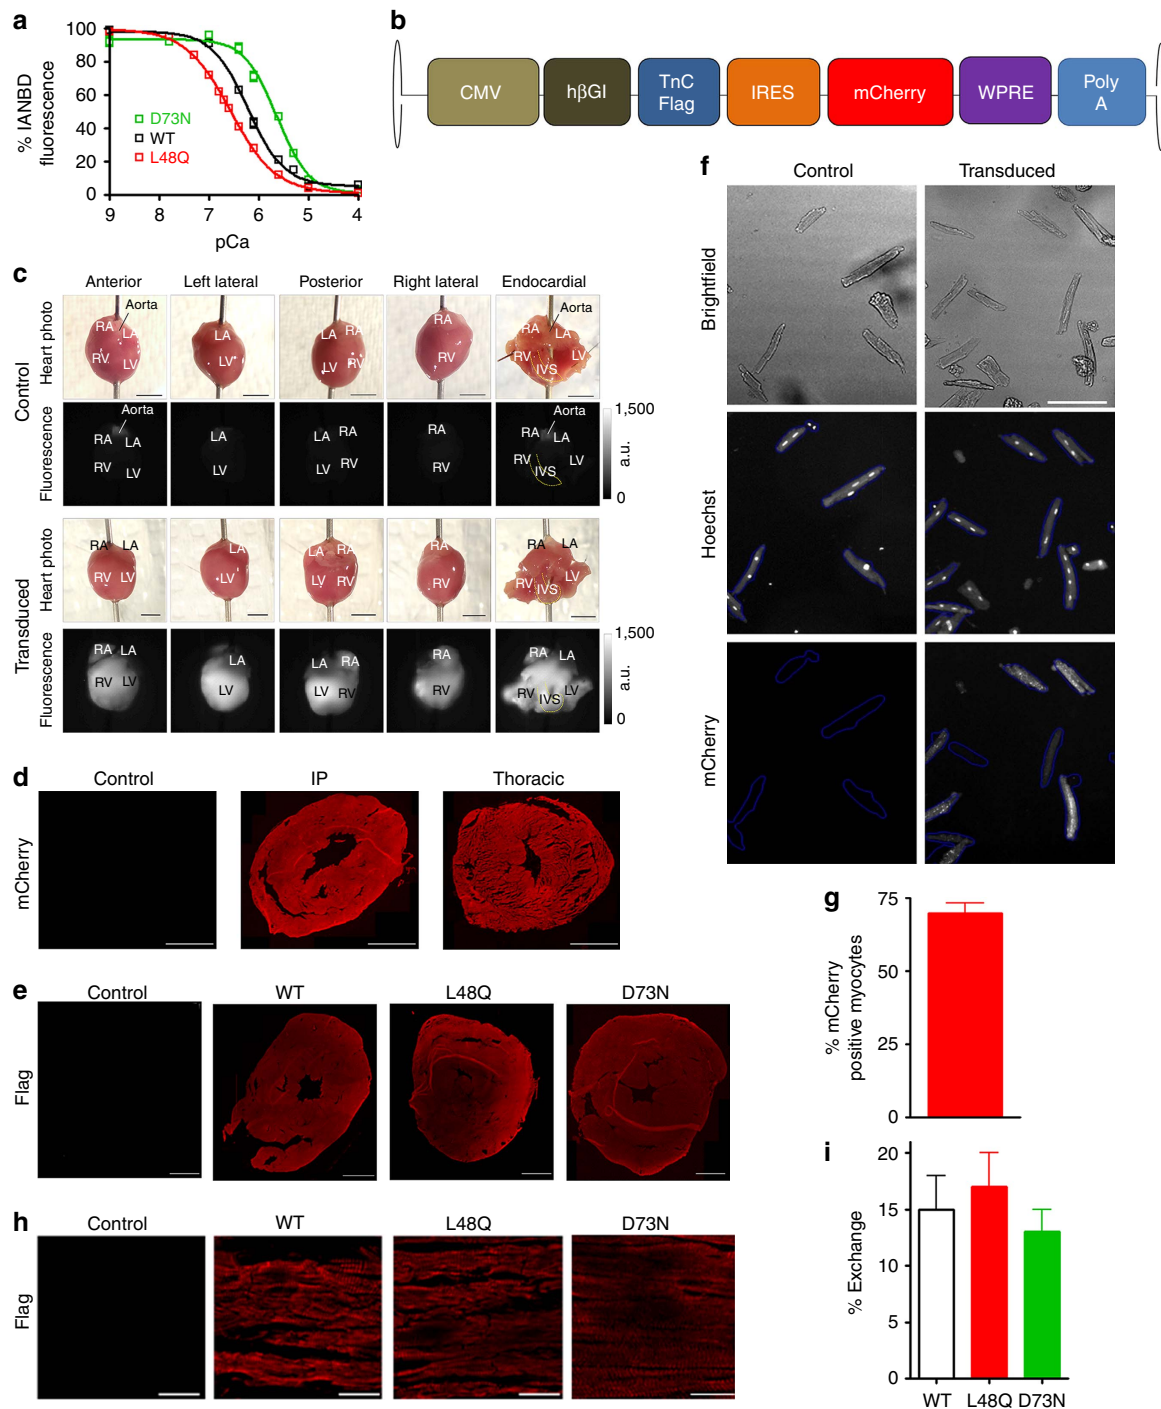 a
100
80
60
40
20
0
% IANBD
fluorescence
D73N
WT
L48Q
9 8 7 6 5 4
pCa
b
CMV
hβGI
TnC
Flag
IRES
mCherry
WPRE
Poly
A
c
Anterior Left lateral Posterior Right lateral Endocardial
Control
Heart photo
Aorta
RA LA
RV LV
LA
LV
LA RA
LV RV
RA
RV
Aorta
RA LA
RV LV
IVS
Fluorescence
Aorta
RA LA
RV LV
LA
LV
LA RA
LV RV
RA
RV
Aorta
RA LA
RV LV
IVS
1,500
a.u.
0
Transduced
Heart photo
RA LA
RV LV
LA
LV
LA RA
LV RV
RA
RV
RA LA
RV LV
IVS
Fluorescence
RA LA
RV LV
LA
LV
LA RA
LV RV
RA
RV
RA LA
RV LV
IVS
1,500
a.u.
0
d
Control IP Thoracic
mCherry
e
Control WT L48Q D73N
Flag
f
Control Transduced
Brightfield
Hoechst
mCherry
g
75
50
25
0
% mCherry
positive myocytes
h
Control WT L48Q D73N
Flag
i
20
15
10
5
0
% Exchange
WT L48Q D73N